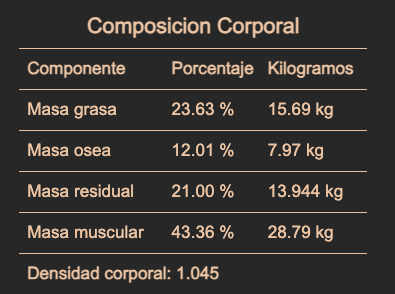 Composicion Corporal
Componente Porcentaje Kilogramos
Masa grasa 23.63 % 15.69 kg
Masa osea 12.01 % 7.97 kg
Masa residual 21.00 % 13.944 kg
Masa muscular 43.36 % 28.79 kg
Densidad corporal: 1.045